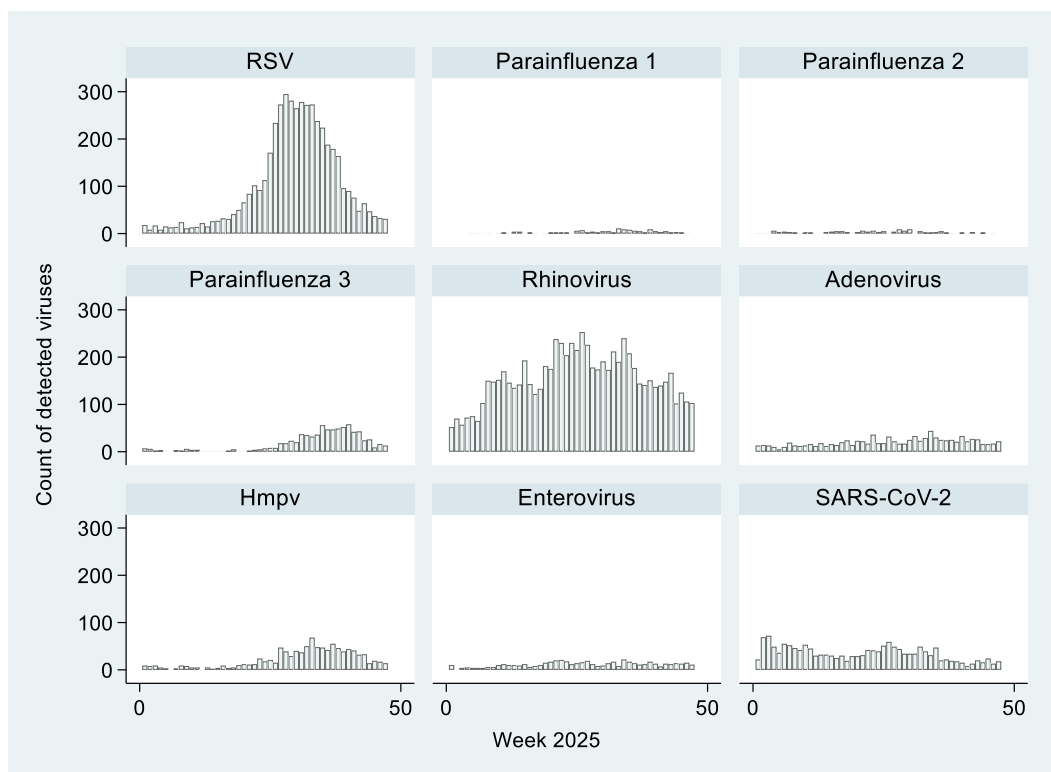 RSV
Parainfluenza 1
Parainfluenza 2
300
200
100
0
Parainfluenza 3
Rhinovirus
Adenovirus
300
200
100
0
Hmpv
Enterovirus
SARS-CoV-2
300
200
100
0
0
50
0
50
0
50
Count of detected viruses
Week 2025